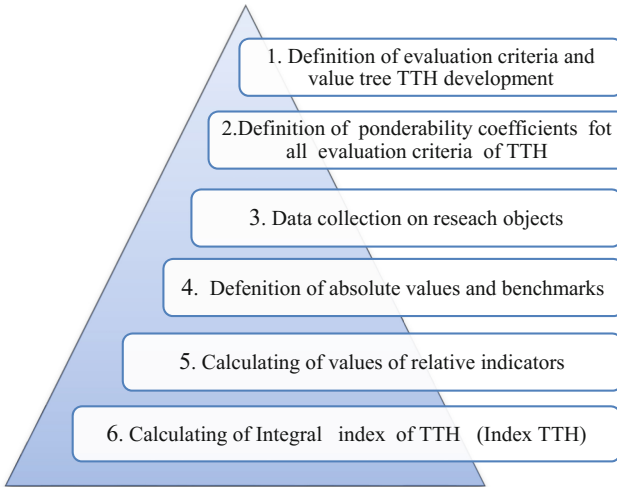 1. Definition of evaluation criteria and
value tree TTH development
2.Definition of ponderability coefficients fot
all evaluation criteria of TTH
3. Data collection on reseach objects
4. Defenition of absolute values and benchmarks
5. Calculating of values of relative indicators
6. Calculating of Integral index of TTH (Index TTH)